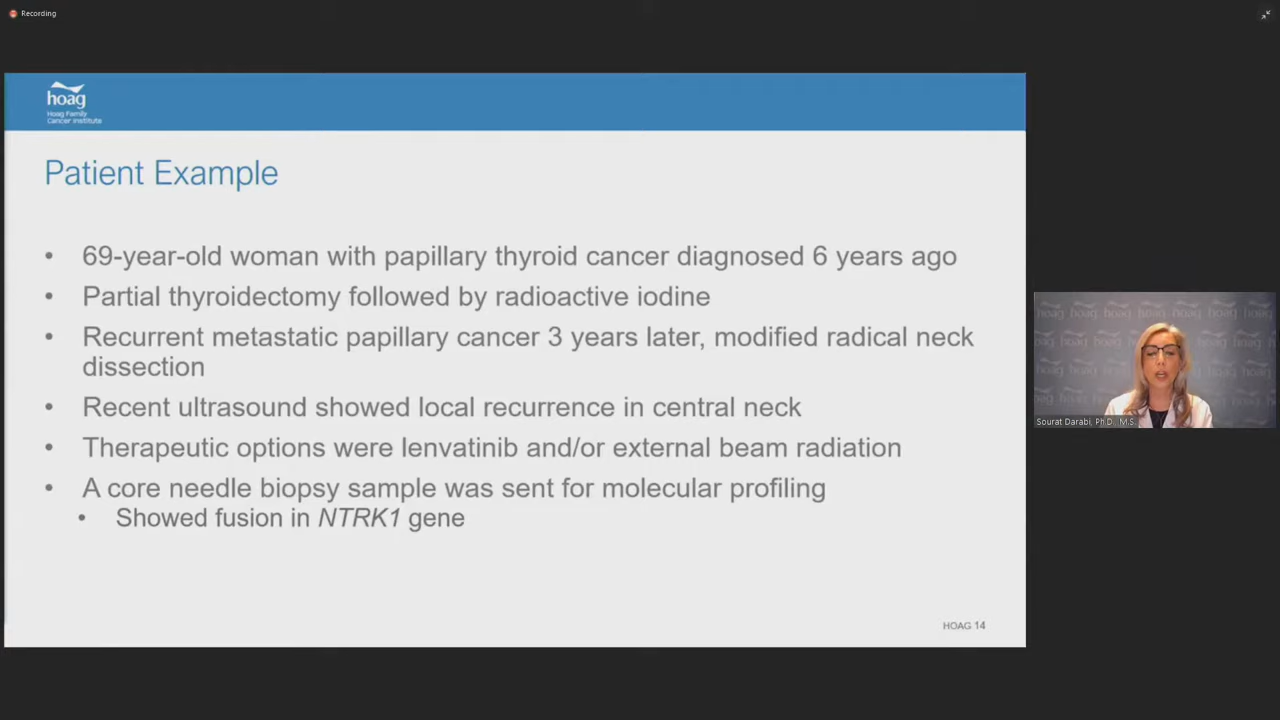 Recording
hoag
Hoag Family
Cancer Institute
Patient Example
• 69-year-old woman with papillary thyroid cancer diagnosed 6 years ago
• Partial thyroidectomy followed by radioactive iodine
• Recurrent metastatic papillary cancer 3 years later, modified radical neck
dissection
• Recent ultrasound showed local recurrence in central neck
• Therapeutic options were lenvatinib and/or external beam radiation
• A core needle biopsy sample was sent for molecular profiling
• Showed fusion in NTRK1 gene
HOAG 14
Sourat Darabi, Ph.D., M.S.